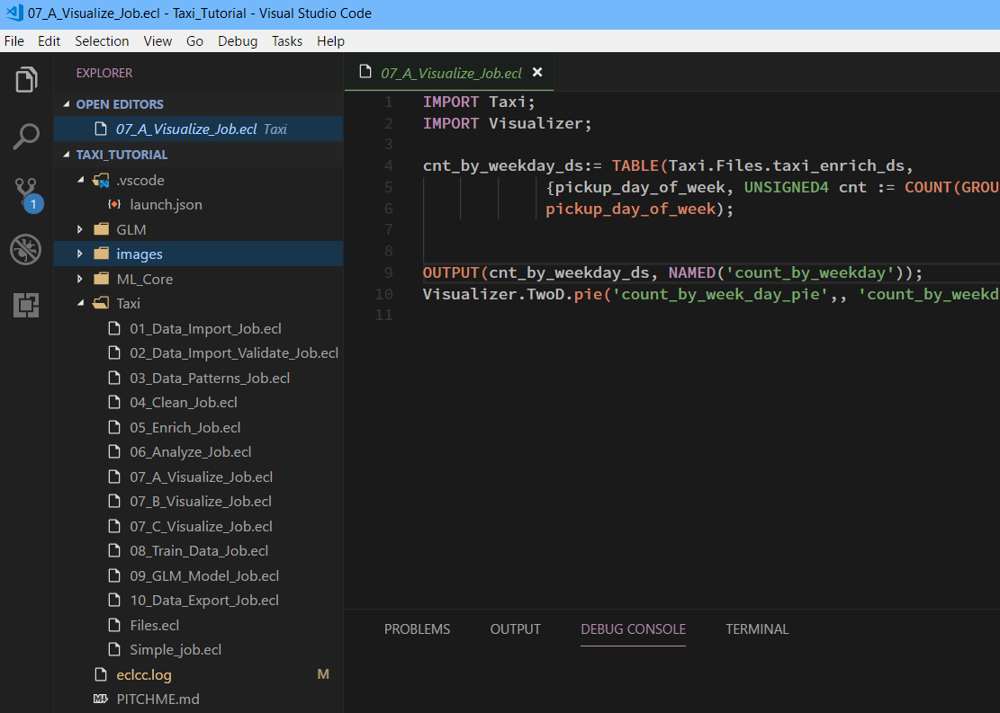 07_A_Visualize_Job.ecl - Taxi_Tutorial - Visual Studio Code
File Edit Selection View Go Debug Tasks Help
EXPLORER
OPEN EDITORS
07_A_Visualize_Job.ecl Taxi
TAXI_TUTORIAL
.vscode
launch.json
GLM
images
ML_Core
Taxi
01_Data_Import_Job.ecl
02_Data_Import_Validate_Job.ecl
03_Data_Patterns_Job.ecl
04_Clean_Job.ecl
05_Enrich_Job.ecl
06_Analyze_Job.ecl
07_A_Visualize_Job.ecl
07_B_Visualize_Job.ecl
07_C_Visualize_Job.ecl
08_Train_Data_Job.ecl
09_GLM_Model_Job.ecl
10_Data_Export_Job.ecl
Files.ecl
Simple_job.ecl
eclcc.log M
PITCHME.md
1
07_A_Visualize_Job.ecl
1 IMPORT Taxi;
2 IMPORT Visualizer;
3
4 cnt_by_weekday_ds:= TABLE(Taxi.Files.taxi_enrich_ds,
5 {pickup_day_of_week, UNSIGNED4 cnt := COUNT(GROU
6 pickup_day_of_week);
7
8
9 OUTPUT(cnt_by_weekday_ds, NAMED('count_by_weekday'));
10 Visualizer.TwoD.pie('count_by_week_day_pie',, 'count_by_weekd
11
PROBLEMS OUTPUT DEBUG CONSOLE TERMINAL